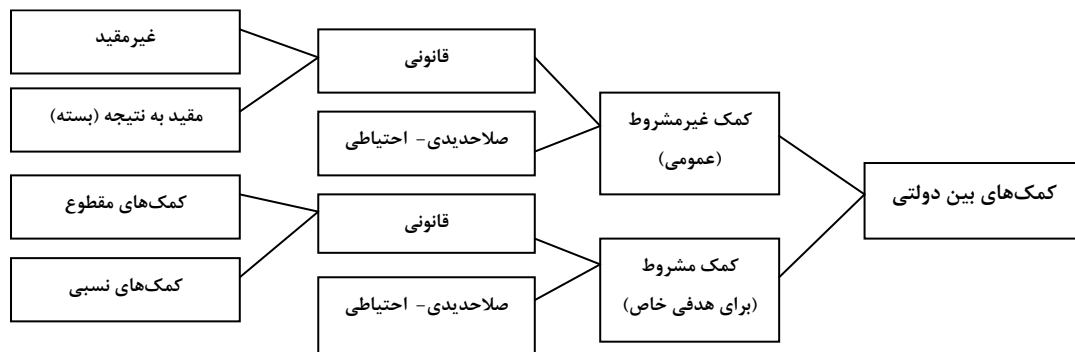 کمک‌های بین دولتی
کمک غیرمشروط
(عمومی)
قانونی
غیرمقید
مقید به نتیجه (بسته)
صلاحدیدی- احتیاطی
کمک مشروط
(برای هدفی خاص)
قانونی
کمک‌های مقطوع
کمک‌های نسبی
صلاحدیدی- احتیاطی